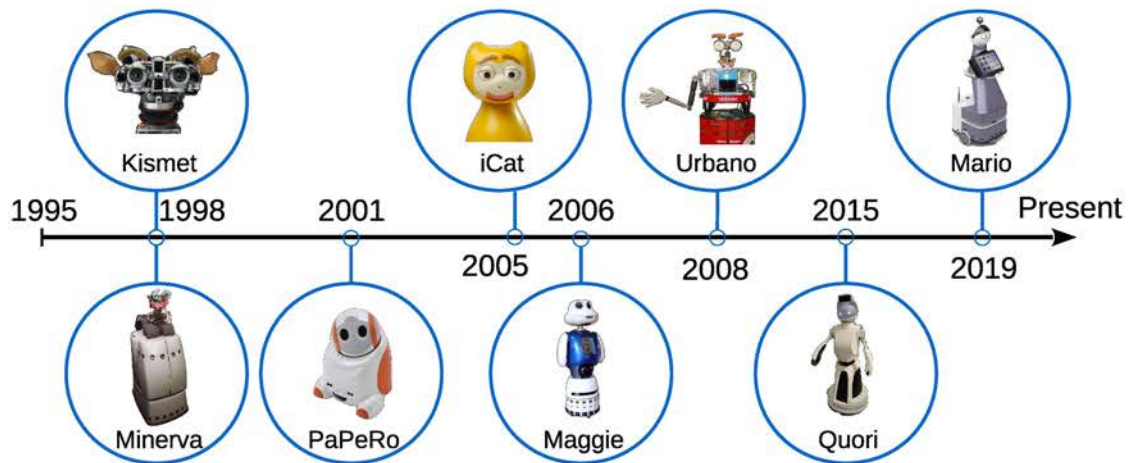 Kismet
iCat
Urbano
Mario
1995
1998
2001
2006
2015
Present
2005
2008
2019
Minerva
PaPeRo
Maggie
Quori